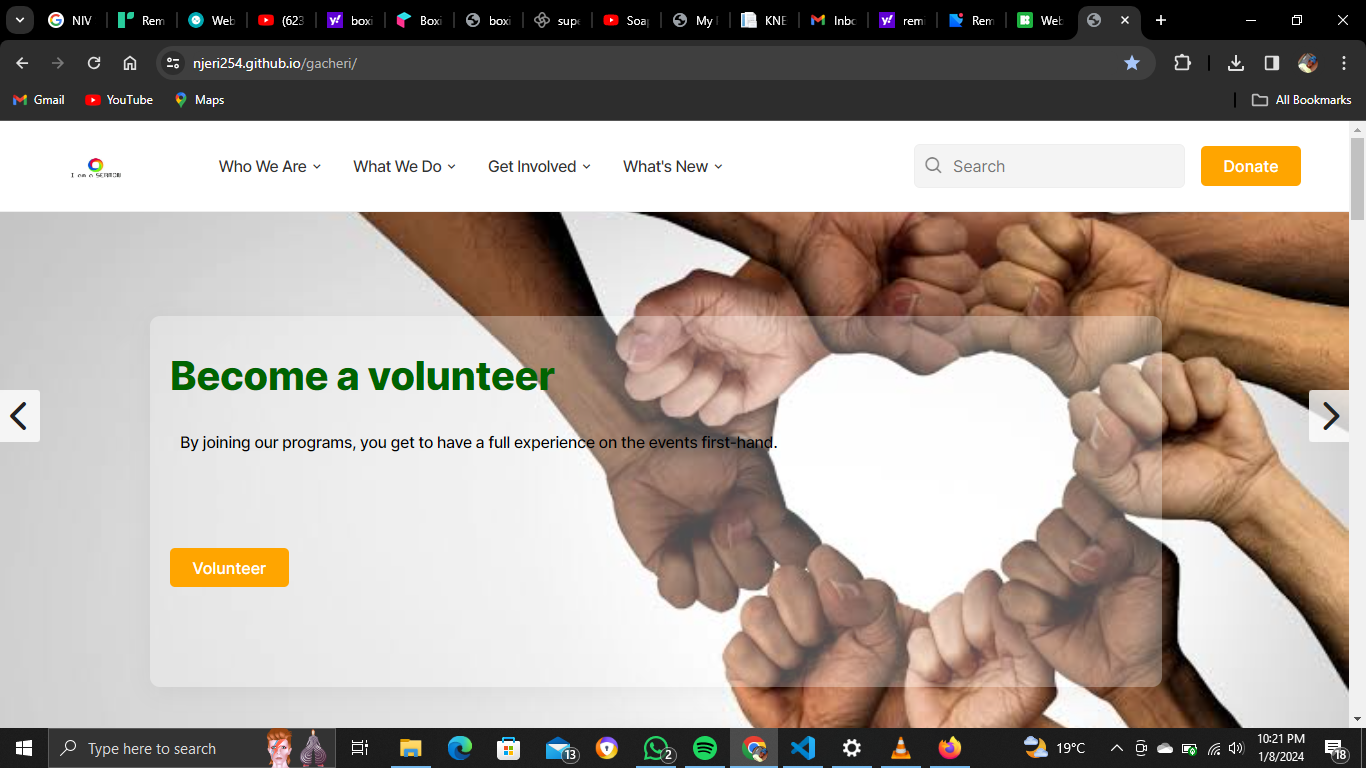 NIV
Rem
Web
(623
boxi
Boxi
boxi
supe
Soap
My
KNE
Inbo
remi
Rem
Web
njeri254.github.io/gacheri/
Gmail
YouTube
Maps
All Bookmarks
I am a SERMON
Who We Are
What We Do
Get Involved
What's New
Search
Donate
Become a volunteer
By joining our programs, you get to have a full experience on the events first-hand.
Volunteer
Type here to search
13
2
19°C
10:21 PM
1/8/2024
18